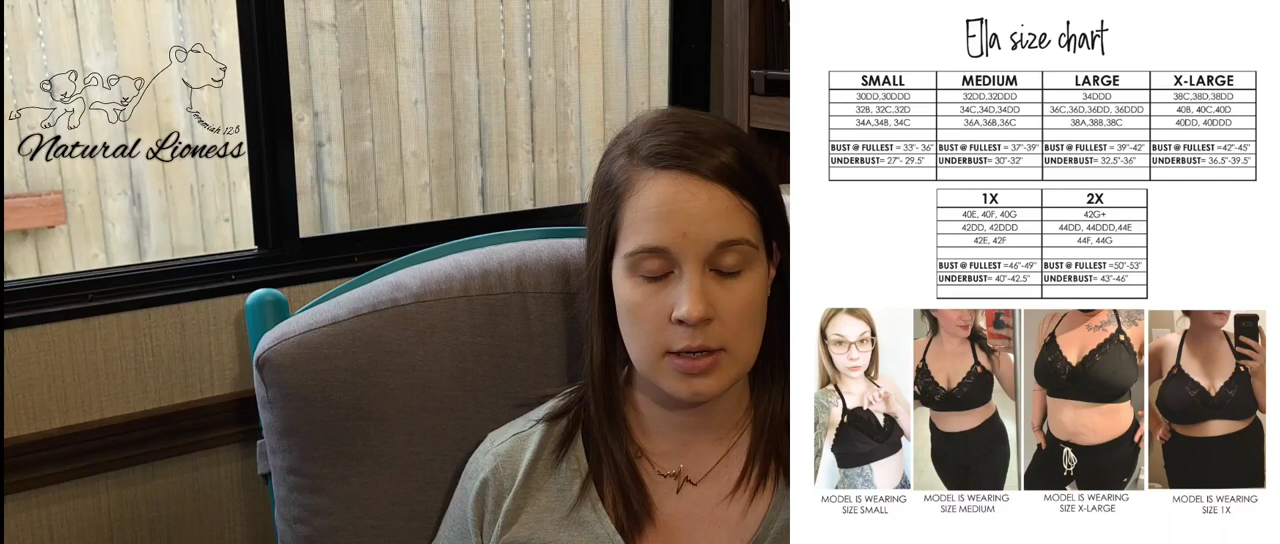 LS
Jeremiah 12:8
Natural Lioness
Ella size chart
SMALL MEDIUM LARGE X-LARGE
30DD,30DDD 32DD,32DDD 34DDD 38C,38D,38DD
32B, 32C,32D 34C,34D,34DD 36C,36D,36DD, 36DDD 40B, 40C,40D
34A,34B, 34C 36A,36B,36C 38A,38B,38C 40DD, 40DDD
BUST @ FULLEST = 33"- 36" BUST @ FULLEST = 37"-39" BUST @ FULLEST = 39"-42" BUST @ FULLEST =42"-45"
UNDERBUST= 27"- 29.5" UNDERBUST= 30"-32" UNDERBUST= 32.5"-36" UNDERBUST= 36.5"-39.5"
1X 2X
40E, 40F, 40G 42G+
42DD, 42DDD 44DD, 44DDD,44E
42E, 42F 44F, 44G
BUST @ FULLEST =46"-49" BUST @ FULLEST =50"-53"
UNDERBUST= 40"-42.5" UNDERBUST= 43"-46"
MODEL IS WEARING
SIZE SMALL
MODEL IS WEARING
SIZE MEDIUM
MODEL IS WEARING
SIZE X-LARGE
MODEL IS WEARING
SIZE 1X